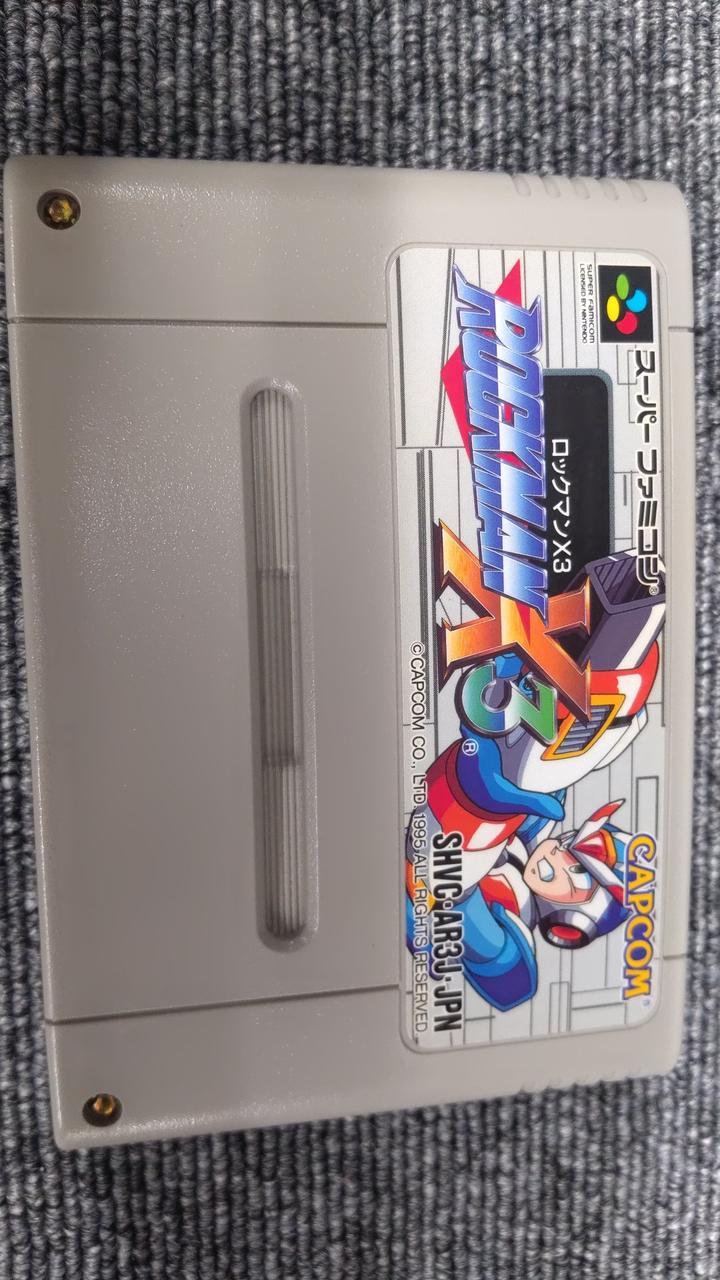 スーパーファミコン®
SUPER FAMICOM
LICENSED BY NINTENDO
CAPCOM®
ロックマンX3
ROCKMAN
X3®
SHVC-AR3J-JPN
© CAPCOM CO., LTD. 1995 ALL RIGHTS RESERVED.